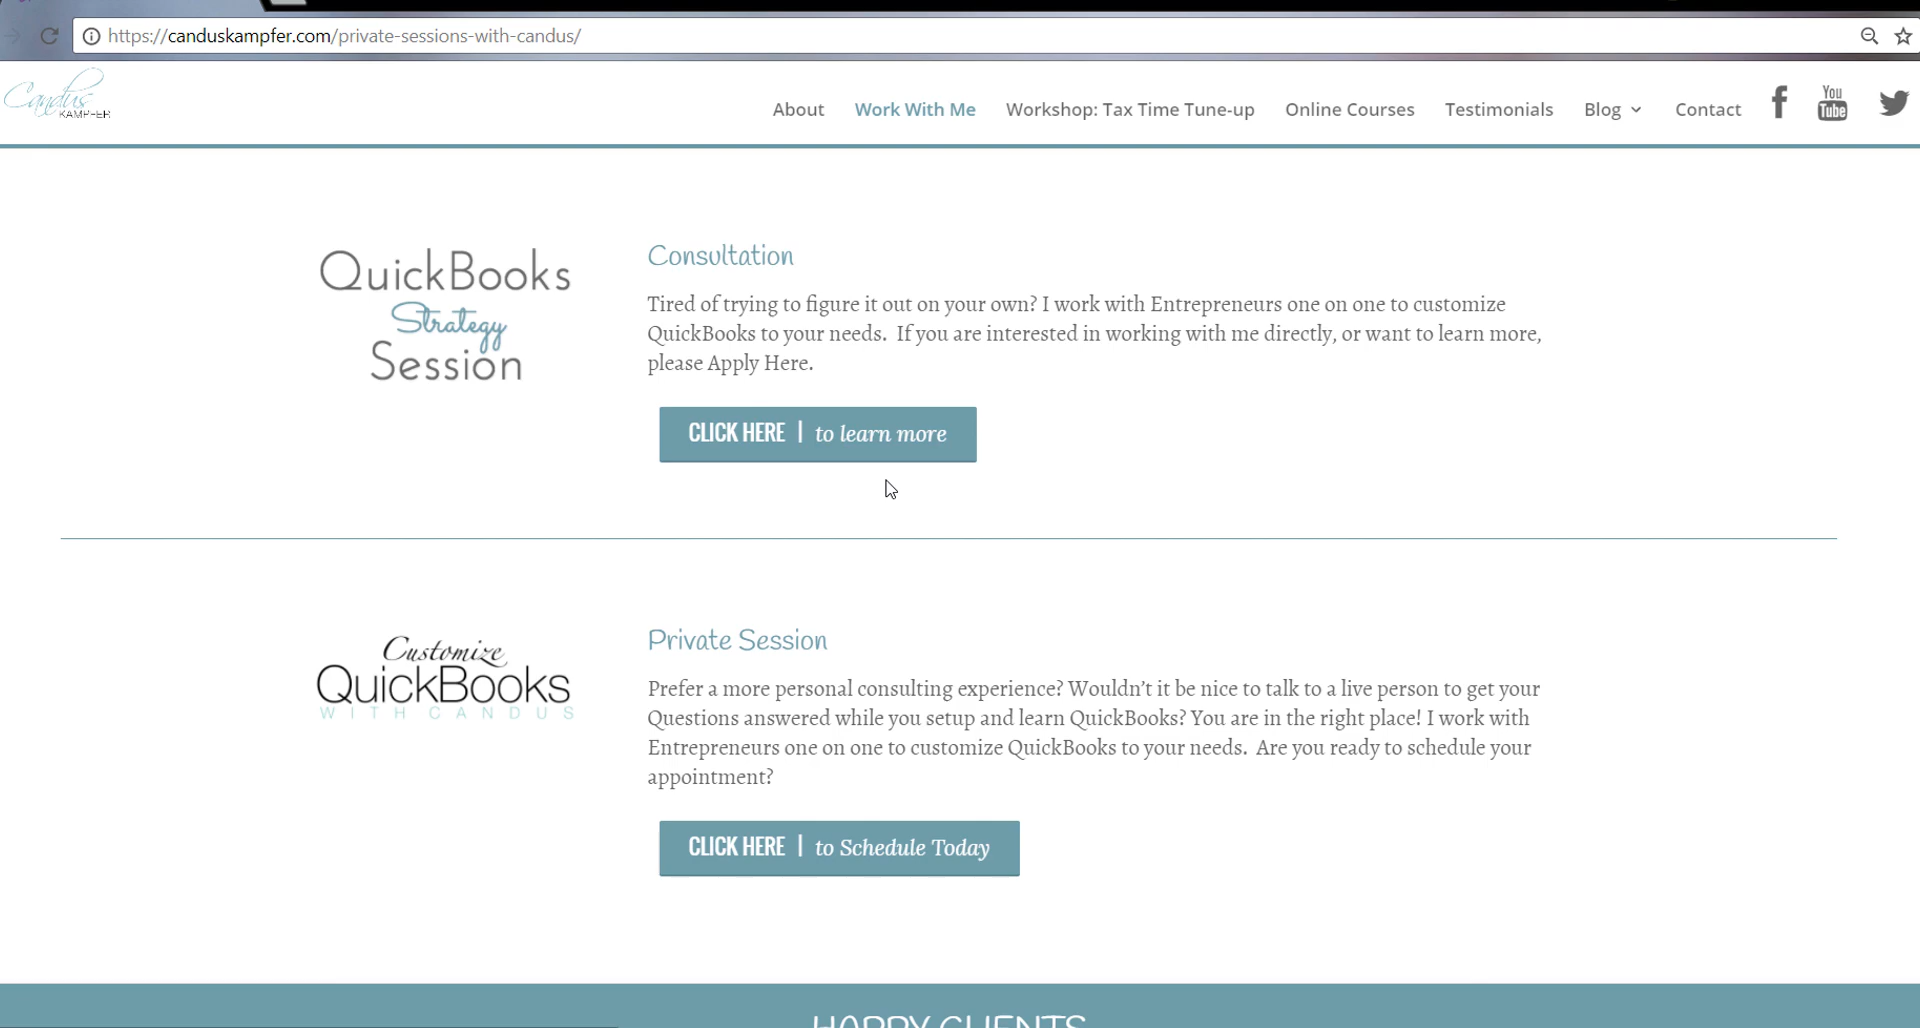 https://canduskampfer.com/private-sessions-with-candus/
Candus
KAMPFER
About Work With Me Workshop: Tax Time Tune-up Online Courses Testimonials Blog Contact You Tube
QuickBooks
Strategy
Session
Consultation
Tired of trying to figure it out on your own? I work with Entrepreneurs one on one to customize
QuickBooks to your needs.  If you are interested in working with me directly, or want to learn more,
please Apply Here.
CLICK HERE | to learn more
Customize
QuickBooks
WITH CANDUS
Private Session
Prefer a more personal consulting experience? Wouldn’t it be nice to talk to a live person to get your
Questions answered while you setup and learn QuickBooks? You are in the right place! I work with
Entrepreneurs one on one to customize QuickBooks to your needs.  Are you ready to schedule your
appointment?
CLICK HERE | to Schedule Today
HAPPY CLIENTS